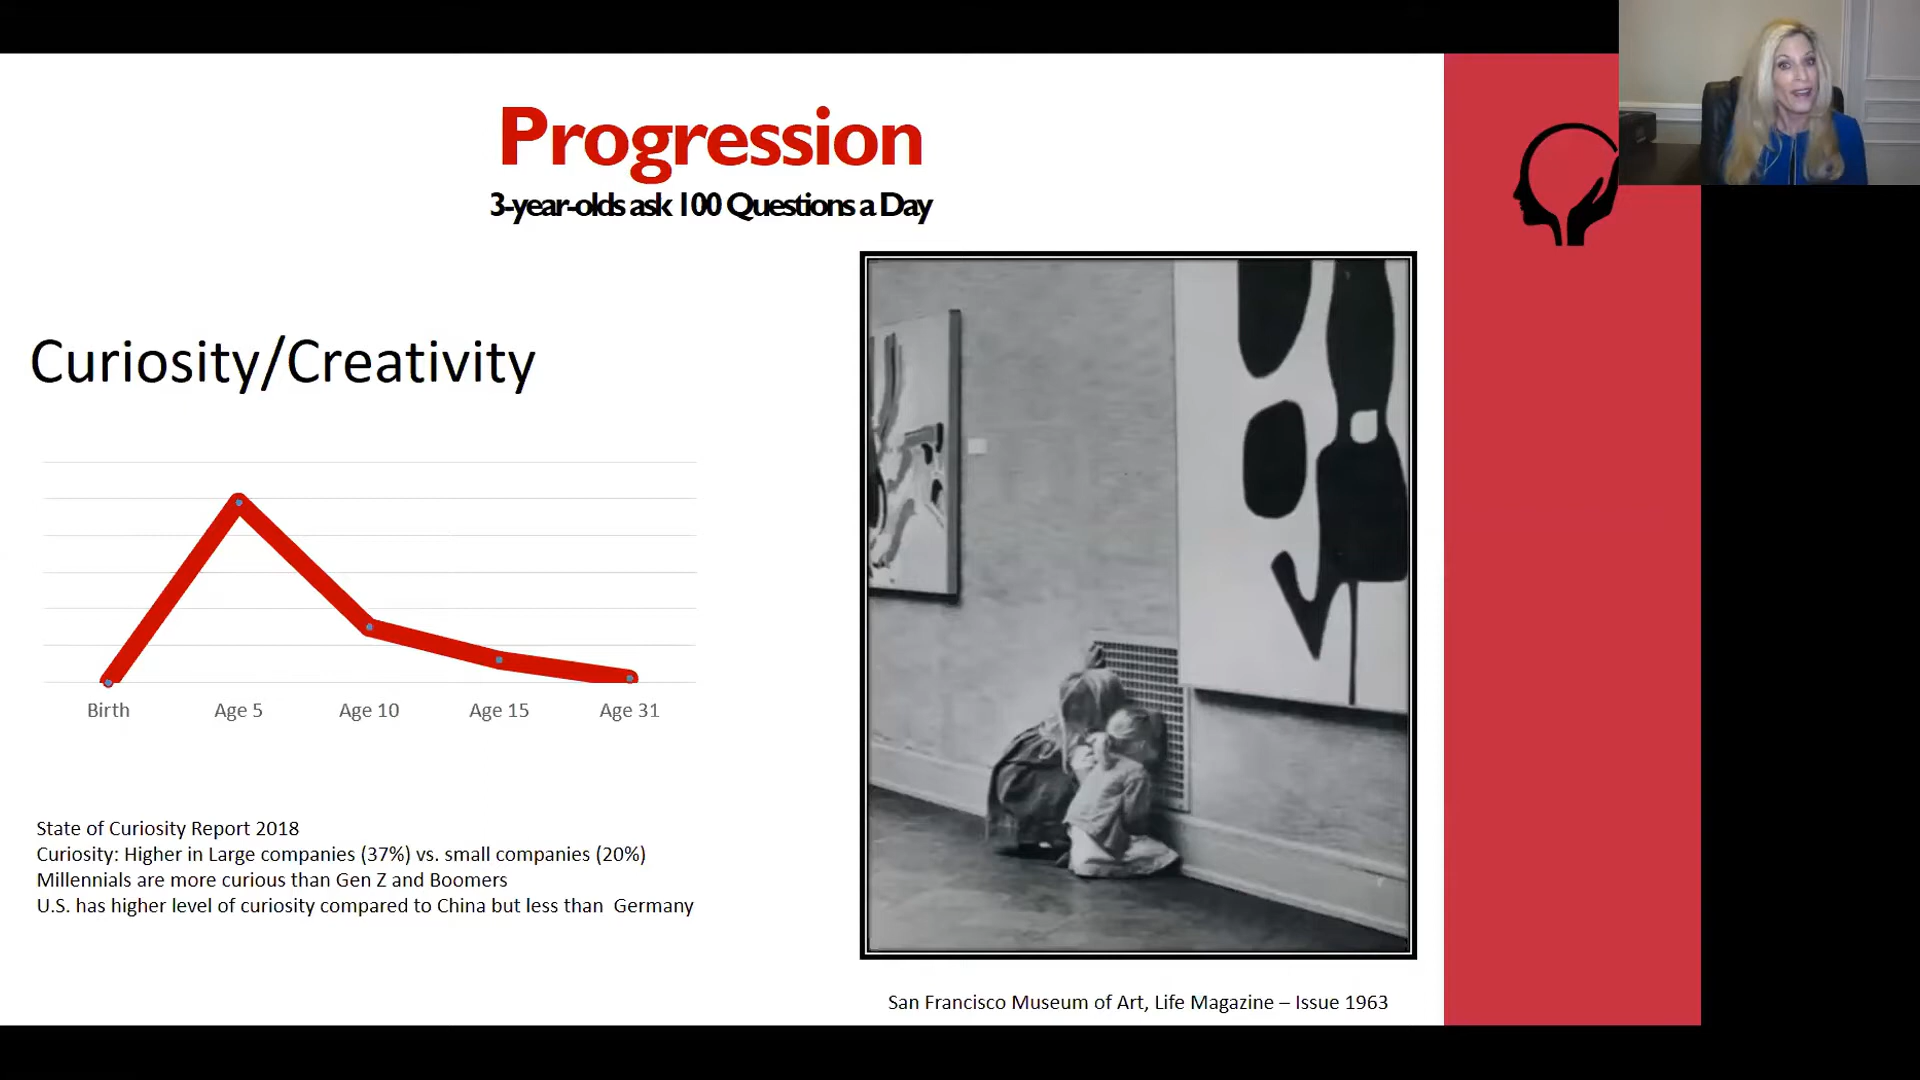 Progression
3-year-olds ask 100 Questions a Day
Curiosity/Creativity
Birth
Age 5
Age 10
Age 15
Age 31
State of Curiosity Report 2018
Curiosity: Higher in Large companies (37%) vs. small companies (20%)
Millennials are more curious than Gen Z and Boomers
U.S. has higher level of curiosity compared to China but less than  Germany
San Francisco Museum of Art, Life Magazine – Issue 1963